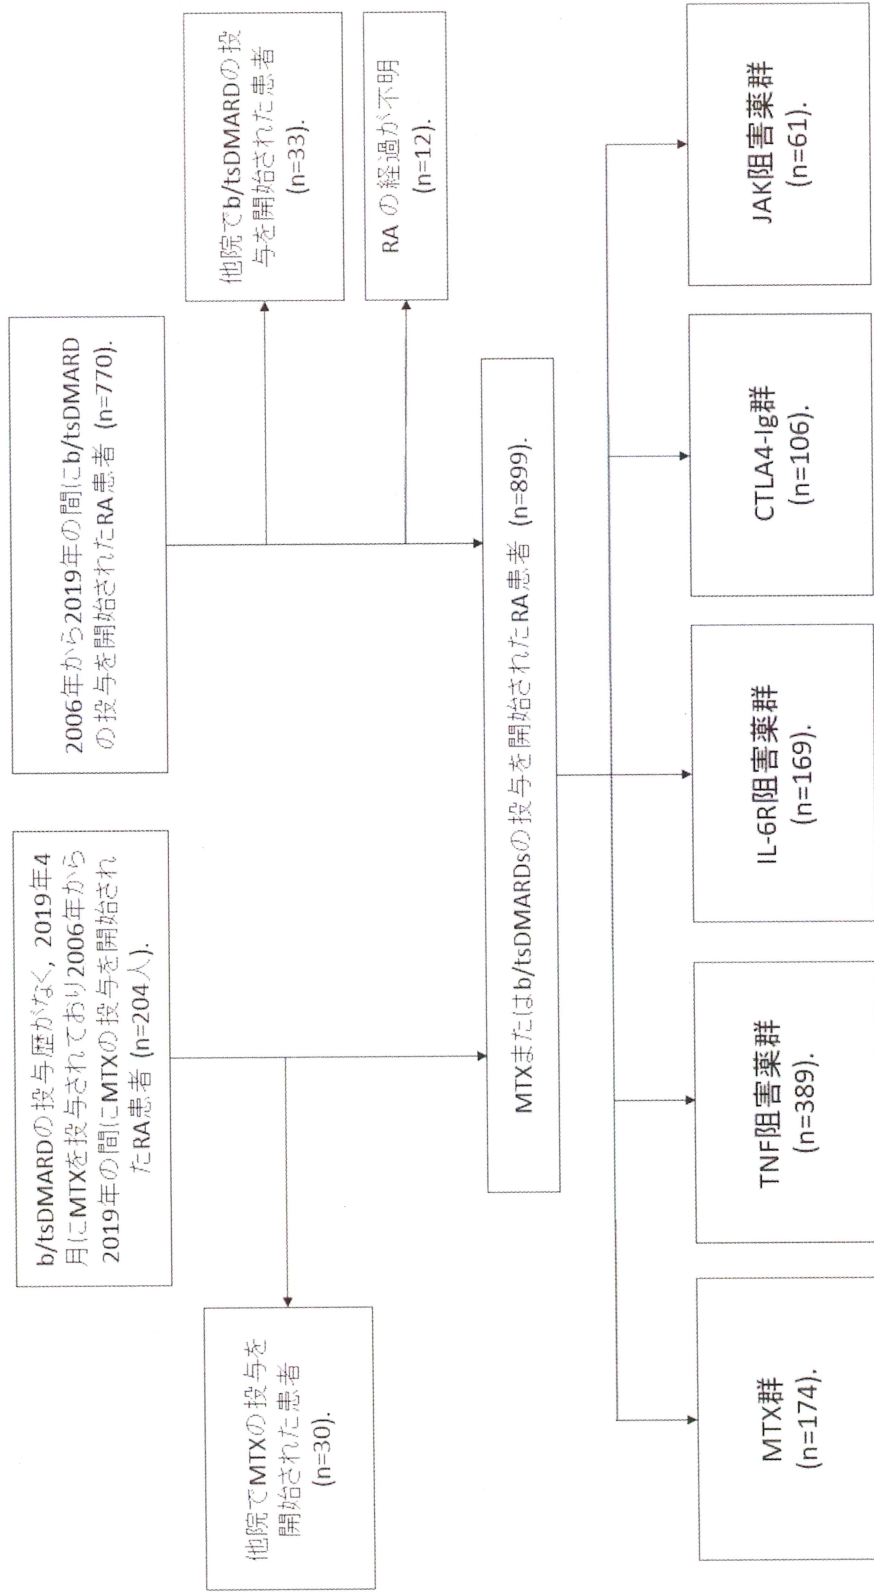 b/tsDMARDの投与歴がなく, 2019年4
月にMTXを投与されており2006年から
2019年の間にMTXの投与を開始され
たRA患者 (n=204人).
2006年から2019年の間にb/tsDMARD
の投与を開始されたRA患者 (n=770).
他院でMTXの投与を
開始された患者
(n=30).
他院でb/tsDMARDの投
与を開始された患者
(n=33).
RA の経過が不明
(n=12).
MTXまたはb/tsDMARDsの投与を開始されたRA患者 (n=899).
MTX群
(n=174).
TNF阻害薬群
(n=389).
IL-6R阻害薬群
(n=169).
CTLA4-Ig群
(n=106).
JAK阻害薬群
(n=61).